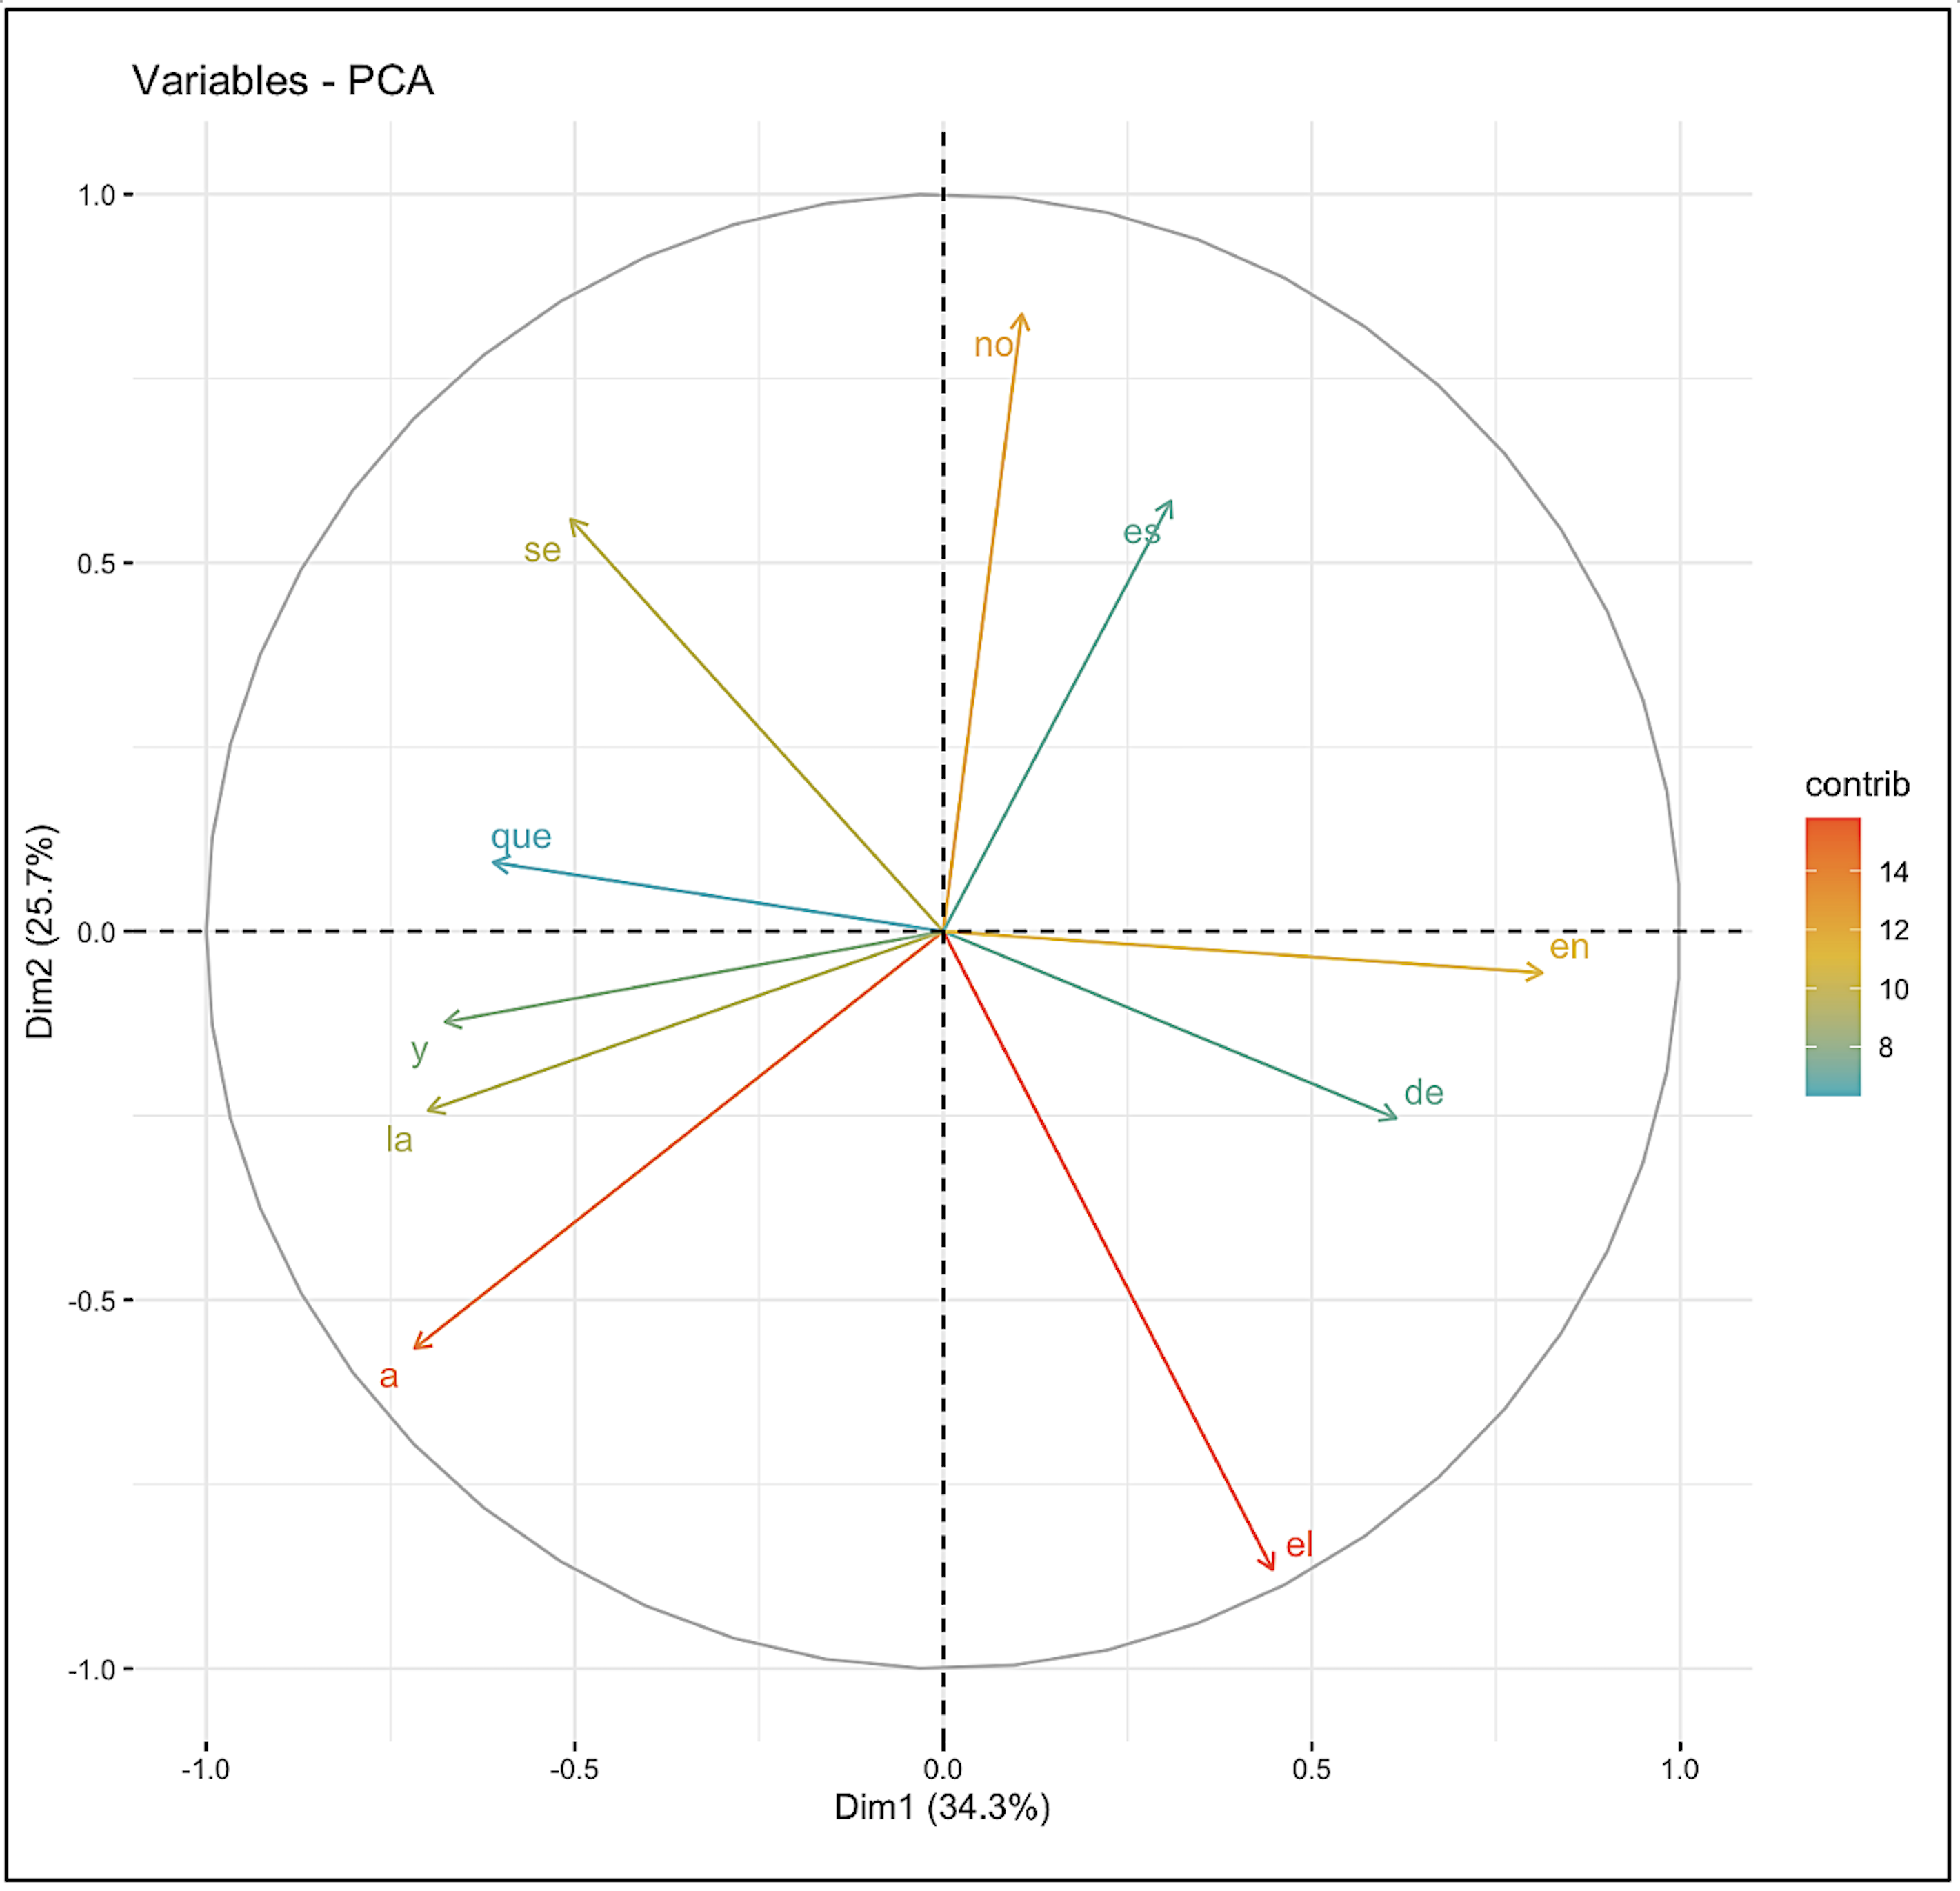 Variables - PCA
1.0
0.5
0.0
-0.5
-1.0
Dim2 (25.7%)
no
es
se
que
en
y
de
la
a
el
contrib
14
12
10
8
-1.0
-0.5
0.0
0.5
1.0
Dim1 (34.3%)